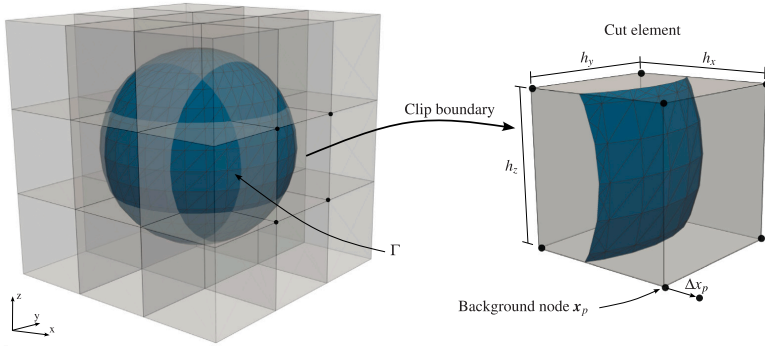 Cut element
h_y
h_x
Clip boundary
h_z
Γ
z
y
x
Δx_p
Background node x_p